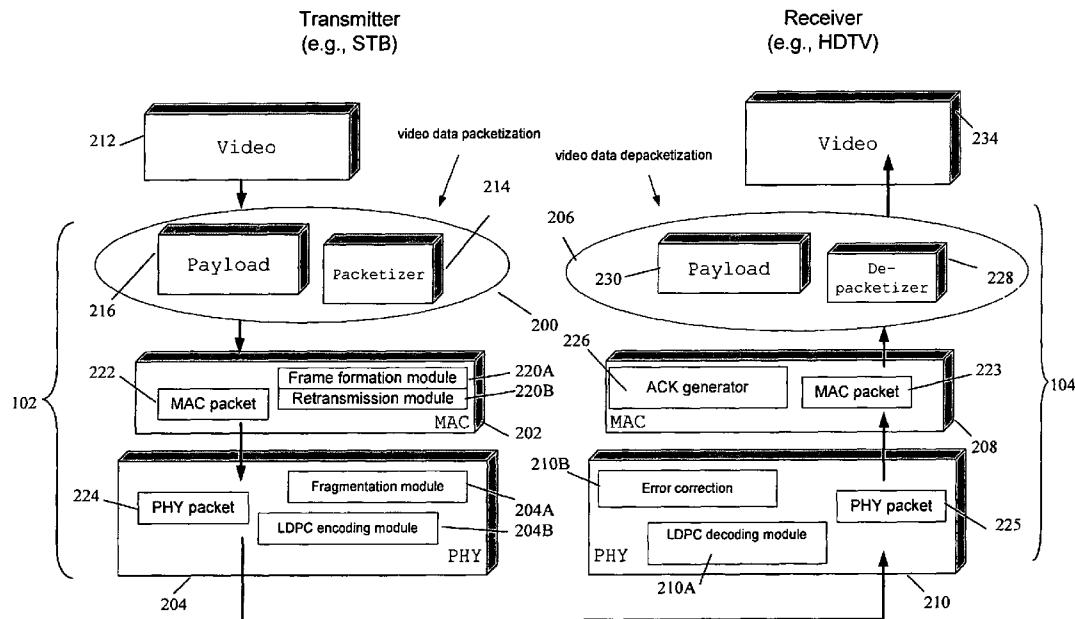 Transmitter
(e.g., STB)
Receiver
(e.g., HDTV)
212
Video
video data packetization
214
216
Payload
Packetizer
200
222
MAC packet
Frame formation module
Retransmission module
220A
220B
MAC
202
102
224
PHY packet
Fragmentation module
204A
LDPC encoding module
204B
PHY
204
Video
234
video data depacketization
206
230
Payload
De-
packetizer
228
226
ACK generator
MAC packet
223
MAC
208
104
210B
Error correction
PHY packet
225
LDPC decoding module
PHY
210A
210